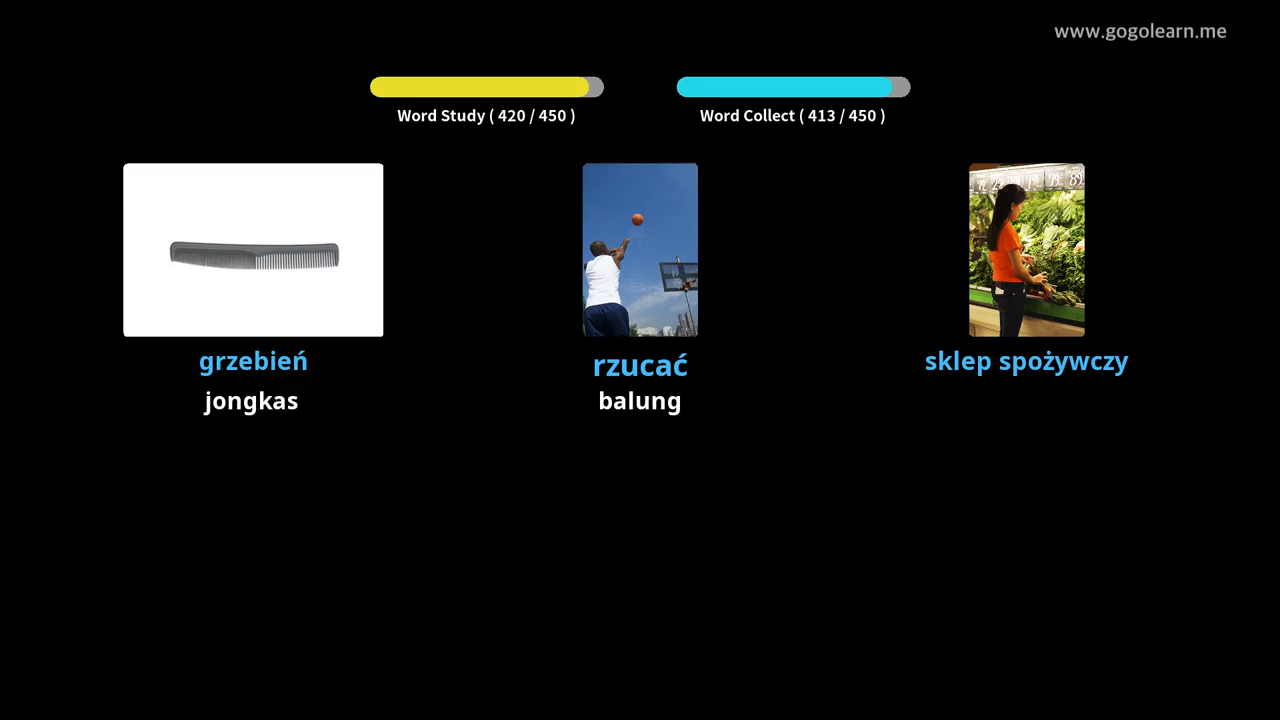 www.gogolearn.me
Word Study ( 420 / 450 )
Word Collect ( 413 / 450 )
grzebień
rzucać
sklep spożywczy
jongkas
balung